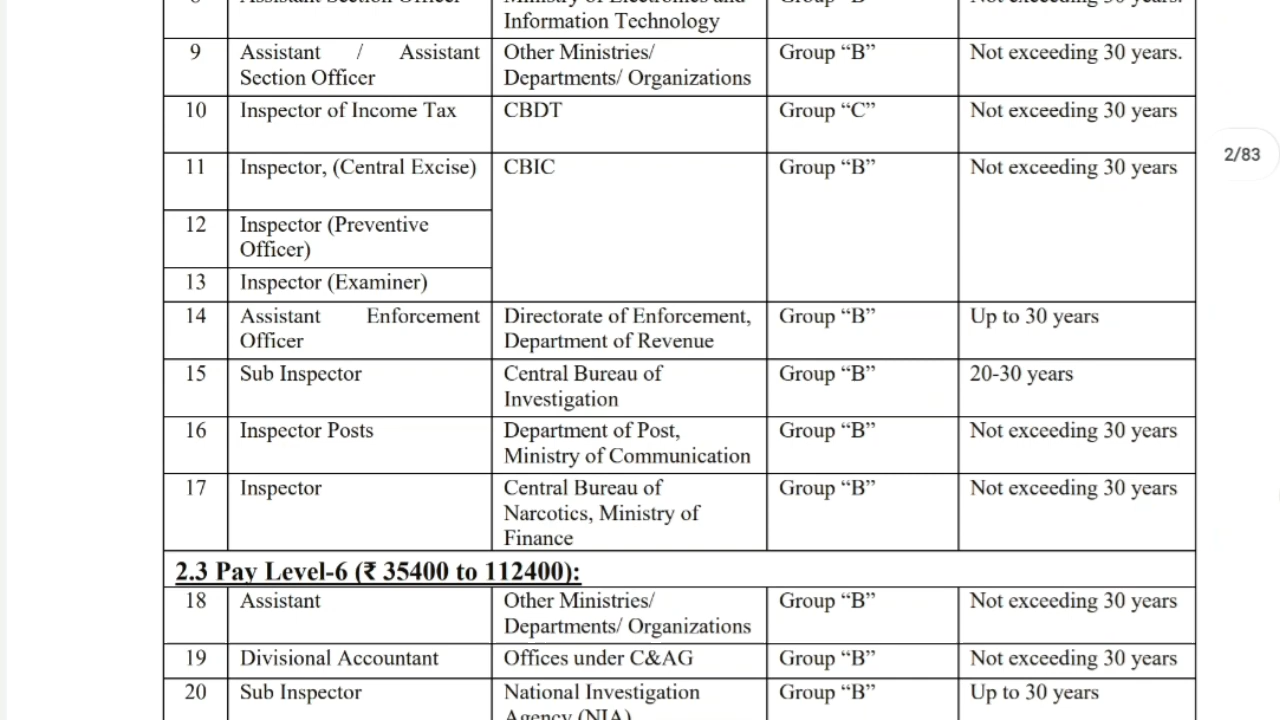 Information Technology
9 Assistant / Assistant Other Ministries/ Group “B” Not exceeding 30 years.
Section Officer Departments/ Organizations
10 Inspector of Income Tax CBDT Group “C” Not exceeding 30 years
11 Inspector, (Central Excise) CBIC Group “B” Not exceeding 30 years
12 Inspector (Preventive
Officer)
13 Inspector (Examiner)
14 Assistant Enforcement Directorate of Enforcement, Group “B” Up to 30 years
Officer Department of Revenue
15 Sub Inspector Central Bureau of Group “B” 20-30 years
Investigation
16 Inspector Posts Department of Post, Group “B” Not exceeding 30 years
Ministry of Communication
17 Inspector Central Bureau of Group “B” Not exceeding 30 years
Narcotics, Ministry of
Finance
2.3 Pay Level-6 (₹ 35400 to 112400):
18 Assistant Other Ministries/ Group “B” Not exceeding 30 years
Departments/ Organizations
19 Divisional Accountant Offices under C&AG Group “B” Not exceeding 30 years
20 Sub Inspector National Investigation Group “B” Up to 30 years
Agency (NIA)
2/83